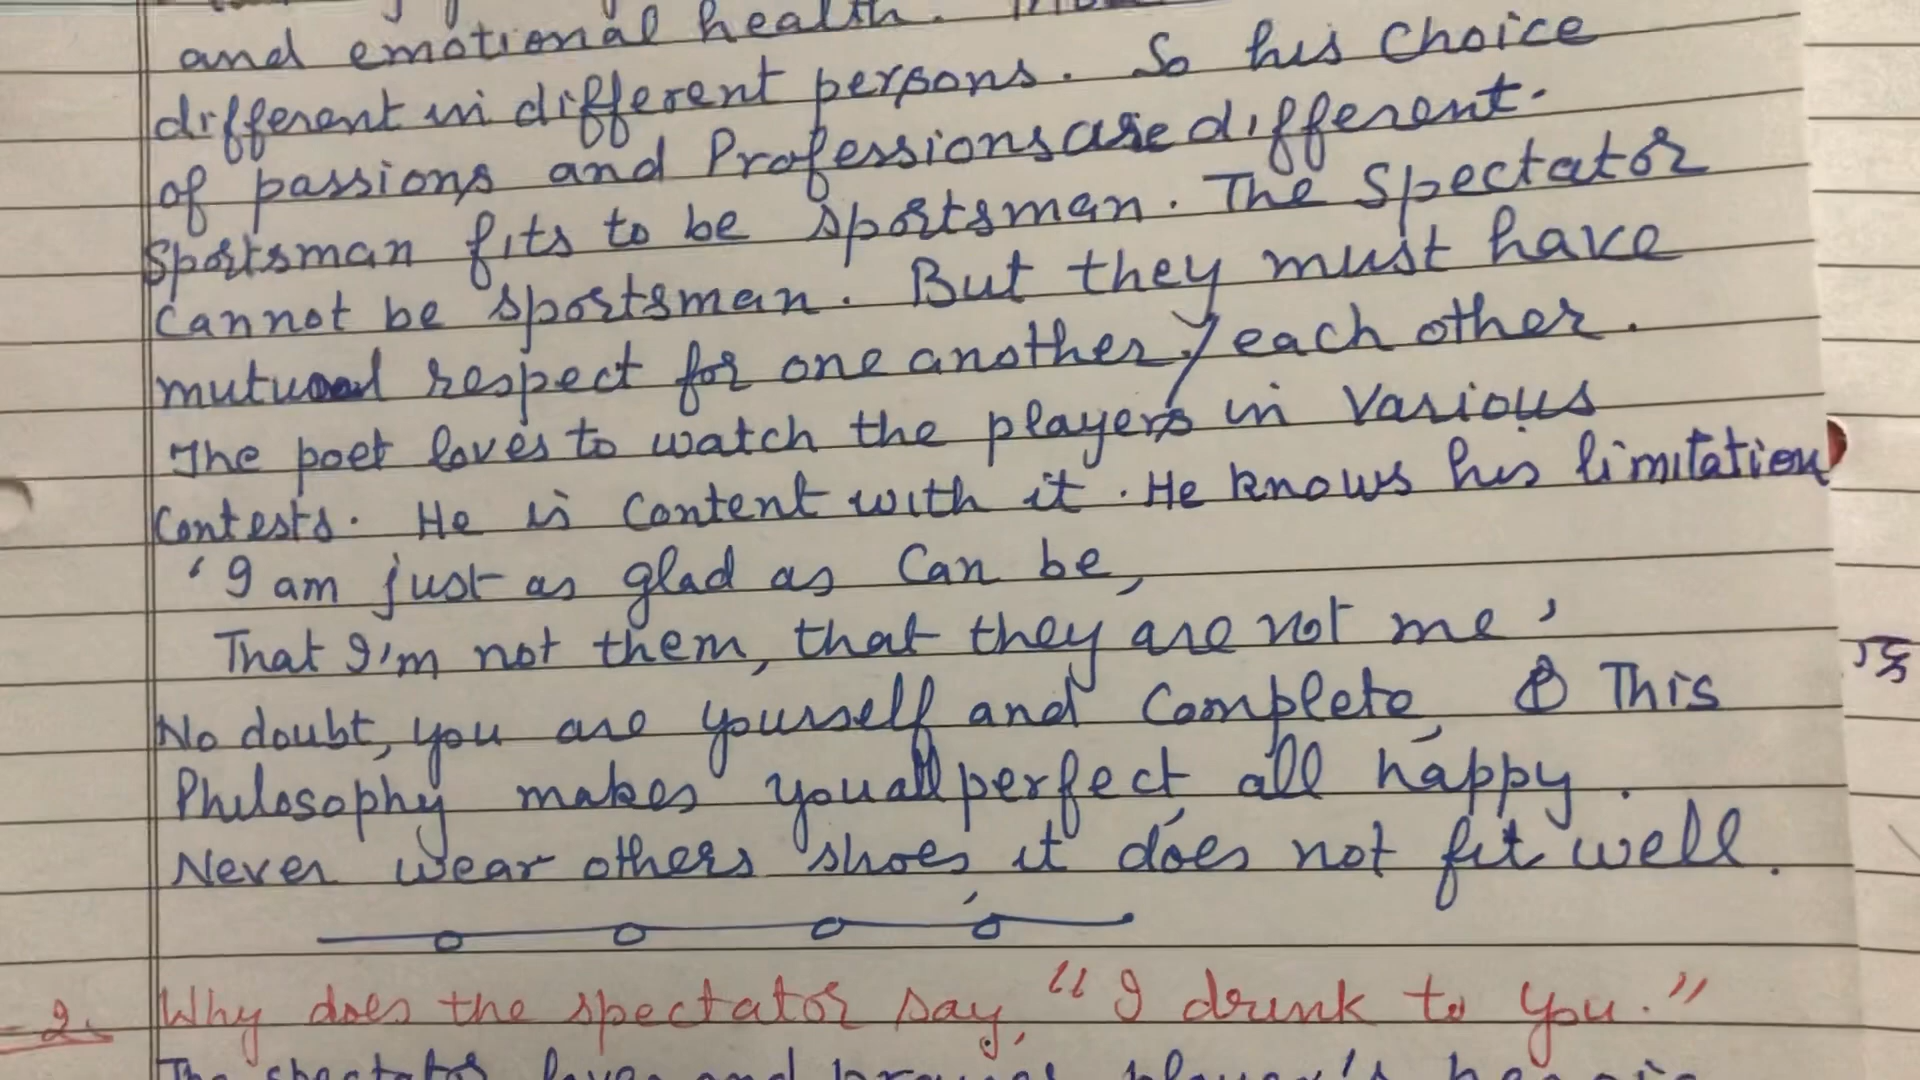 and emotional health.
different in different persons. So his choice
of passions and Professions are different.
Sportsman fits to be sportsman. The Spectator
cannot be sportsman. But they must have
mutual respect for one another / each other.
The poet loves to watch the players in various
contests. He is content with it. He knows his limitation
'I am just as glad as can be,
That I'm not them, that they are not me'
No doubt, you are yourself and complete, This
Philosophy makes you all perfect all happy.
Never wear others shoes, it does not fit well.
2. Why does the spectator say, "I drink to you."
The spectator loves and player's